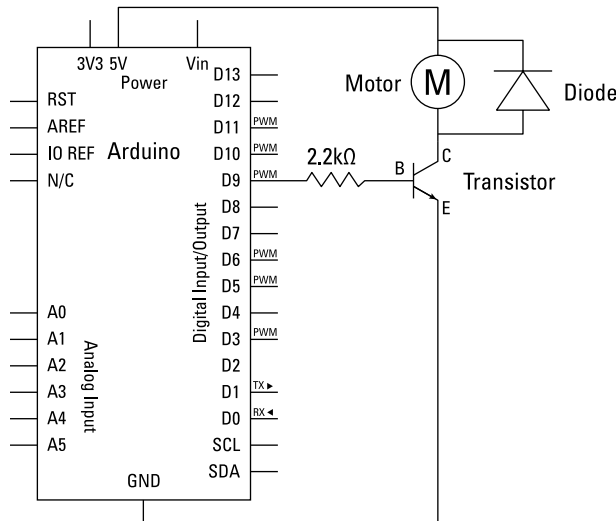 3V3 5V Vin
Power
D13
RST D12
AREF D11 PWM
IO REF Arduino D10
N/C D9 PWM
D8
D7
D6 PWM
D5 PWM
A0 D4
A1 D3 PWM
A2 D2
A3 D1 TX ►
A4 D0 RX ◄
A5 SCL
SDA
GND
Analog Input
Digital Input/Output
2.2kΩ
Motor M Diode
B C
E
Transistor
PWM